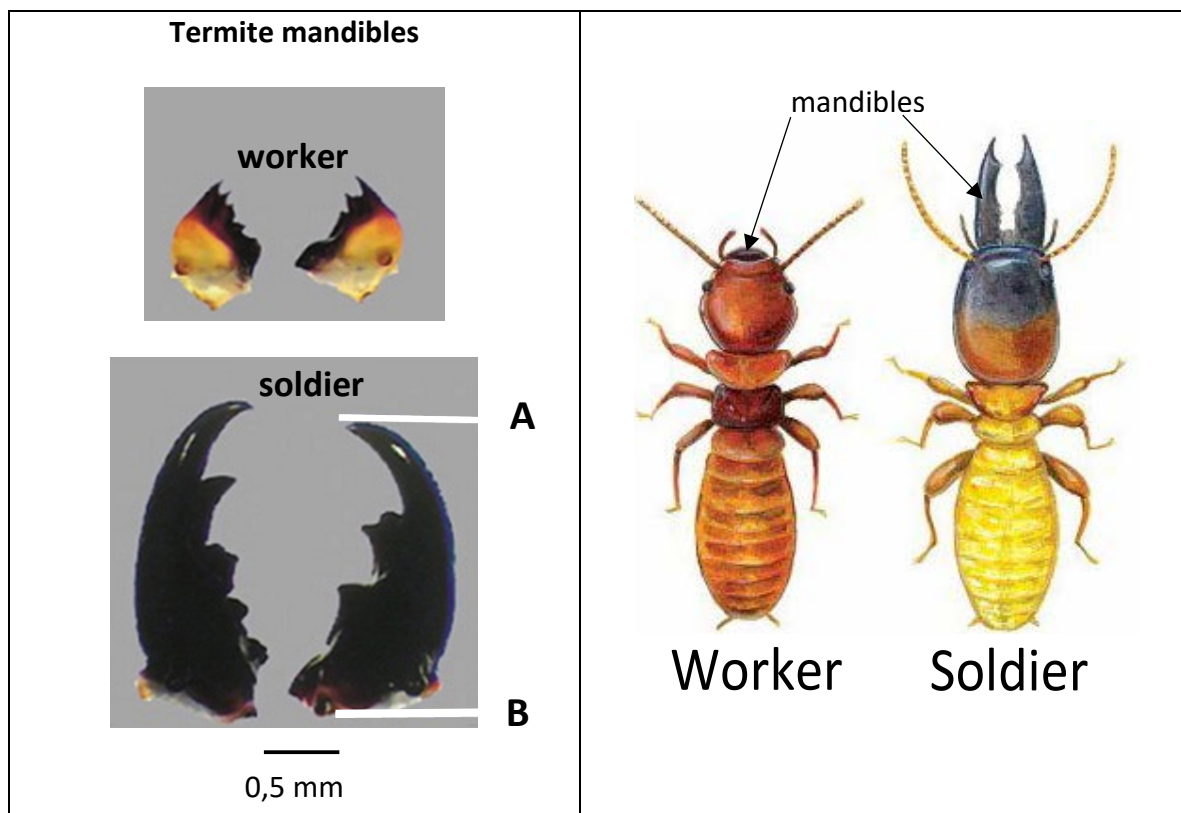 Termite mandibles
worker
soldier
A
B
0,5 mm
mandibles
Worker
Soldier